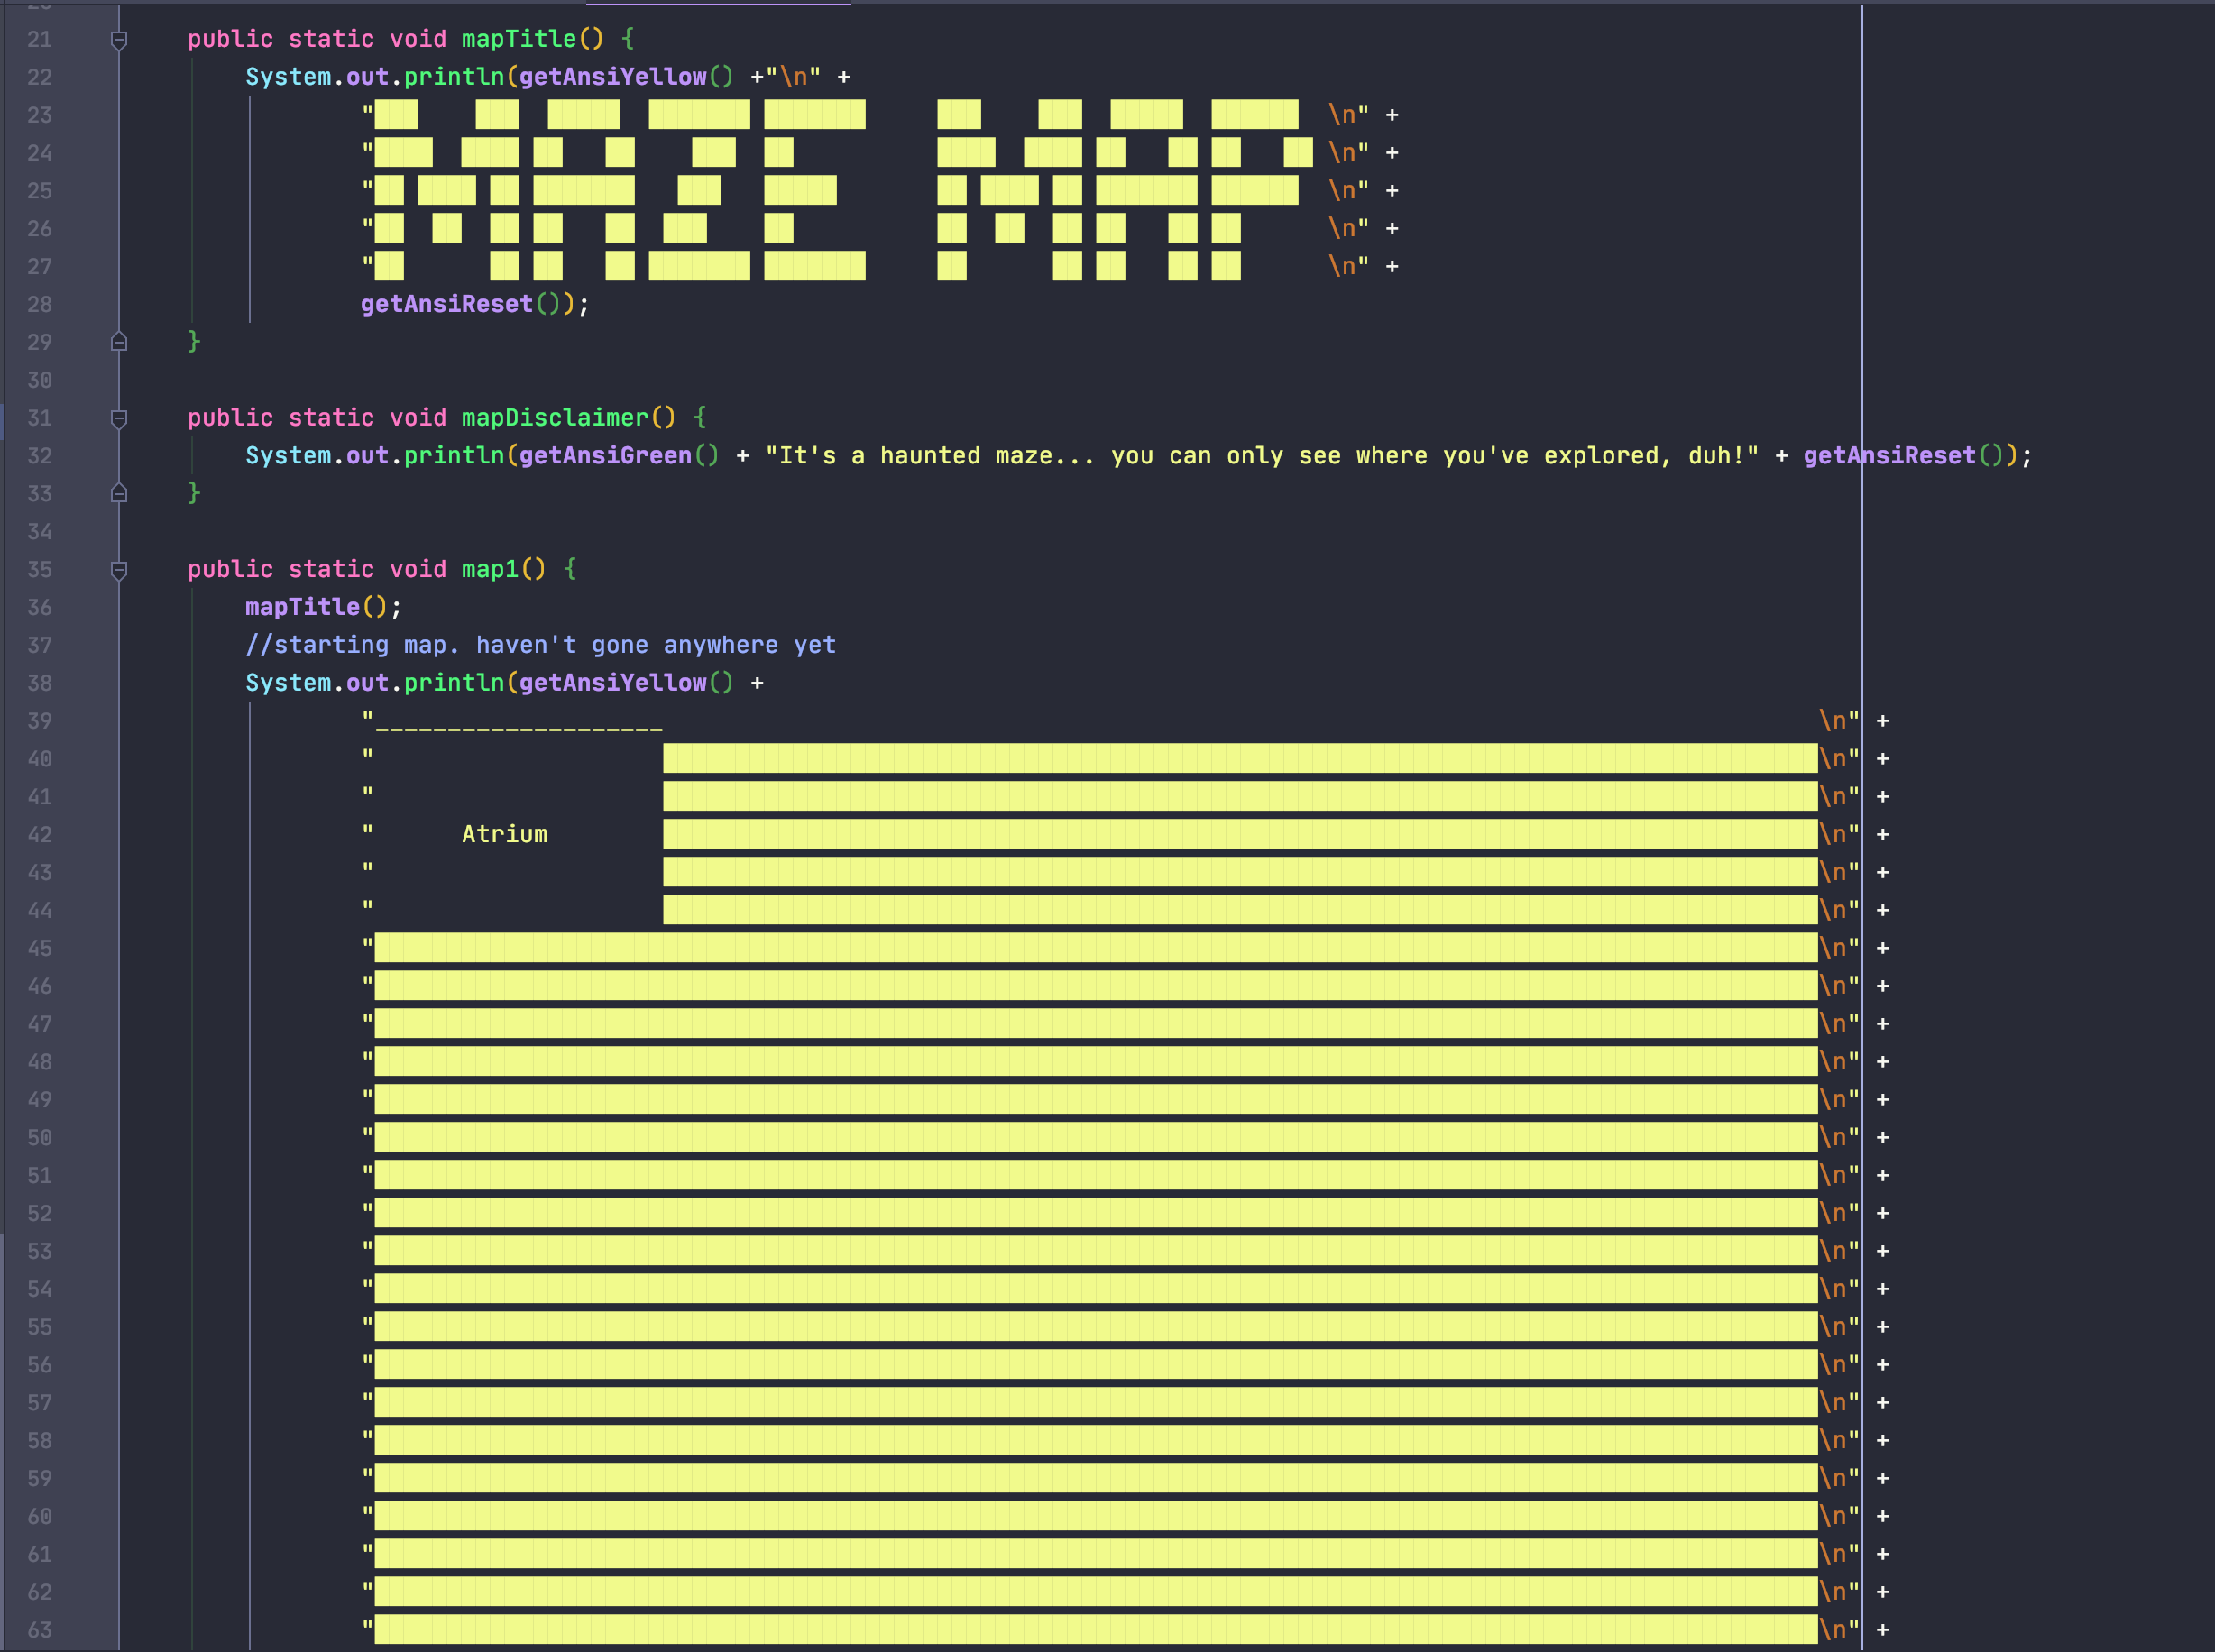 21 public static void mapTitle() {
22 System.out.println(getAnsiYellow() +"\n" +
23 "███    ███  █████  ███████ ███████     ███    ███  █████  ██████  \n" +
24 "████  ████ ██   ██    ███  ██          ████  ████ ██   ██ ██   ██ \n" +
25 "██ ████ ██ ███████   ███   █████       ██ ████ ██ ███████ ██████  \n" +
26 "██  ██  ██ ██   ██  ███    ██          ██  ██  ██ ██   ██ ██      \n" +
27 "██      ██ ██   ██ ███████ ███████     ██      ██ ██   ██ ██      \n" +
28 getAnsiReset());
29 }
30
31 public static void mapDisclaimer() {
32 System.out.println(getAnsiGreen() + "It's a haunted maze... you can only see where you've explored, duh!" + getAnsiReset());
33 }
34
35 public static void map1() {
36 mapTitle();
37 //starting map. haven't gone anywhere yet
38 System.out.println(getAnsiYellow() +
39 "____________________ \n" +
40 " \n" +
41 " \n" +
42 " Atrium \n" +
43 " \n" +
44 " \n" +
45 " \n" +
46 " \n" +
47 " \n" +
48 " \n" +
49 " \n" +
50 " \n" +
51 " \n" +
52 " \n" +
53 " \n" +
54 " \n" +
55 " \n" +
56 " \n" +
57 " \n" +
58 " \n" +
59 " \n" +
60 " \n" +
61 " \n" +
62 " \n" +
63 " \n" +